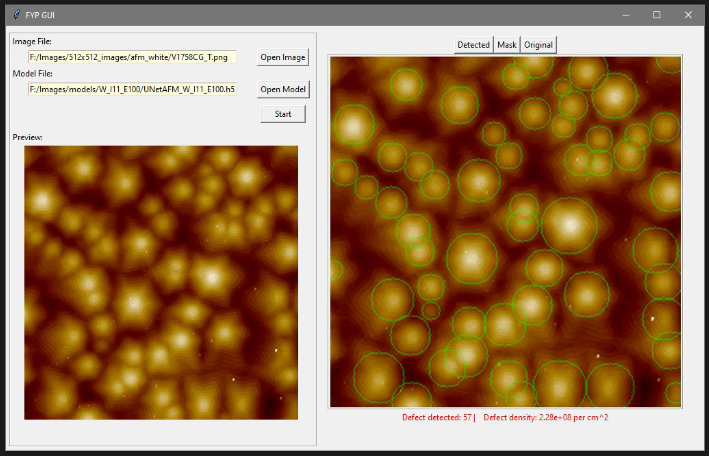 FYP GUI
Image File:
F:/Images/512x512_images/afm_white/V1758CG_T.png
Open Image
Model File:
F:/Images/models/W_I11_E100/UNetAFM_W_I11_E100.h5
Open Model
Start
Preview:
Detected Mask Original
Defect detected: 57 | Defect density: 2.28e+08 per cm^2